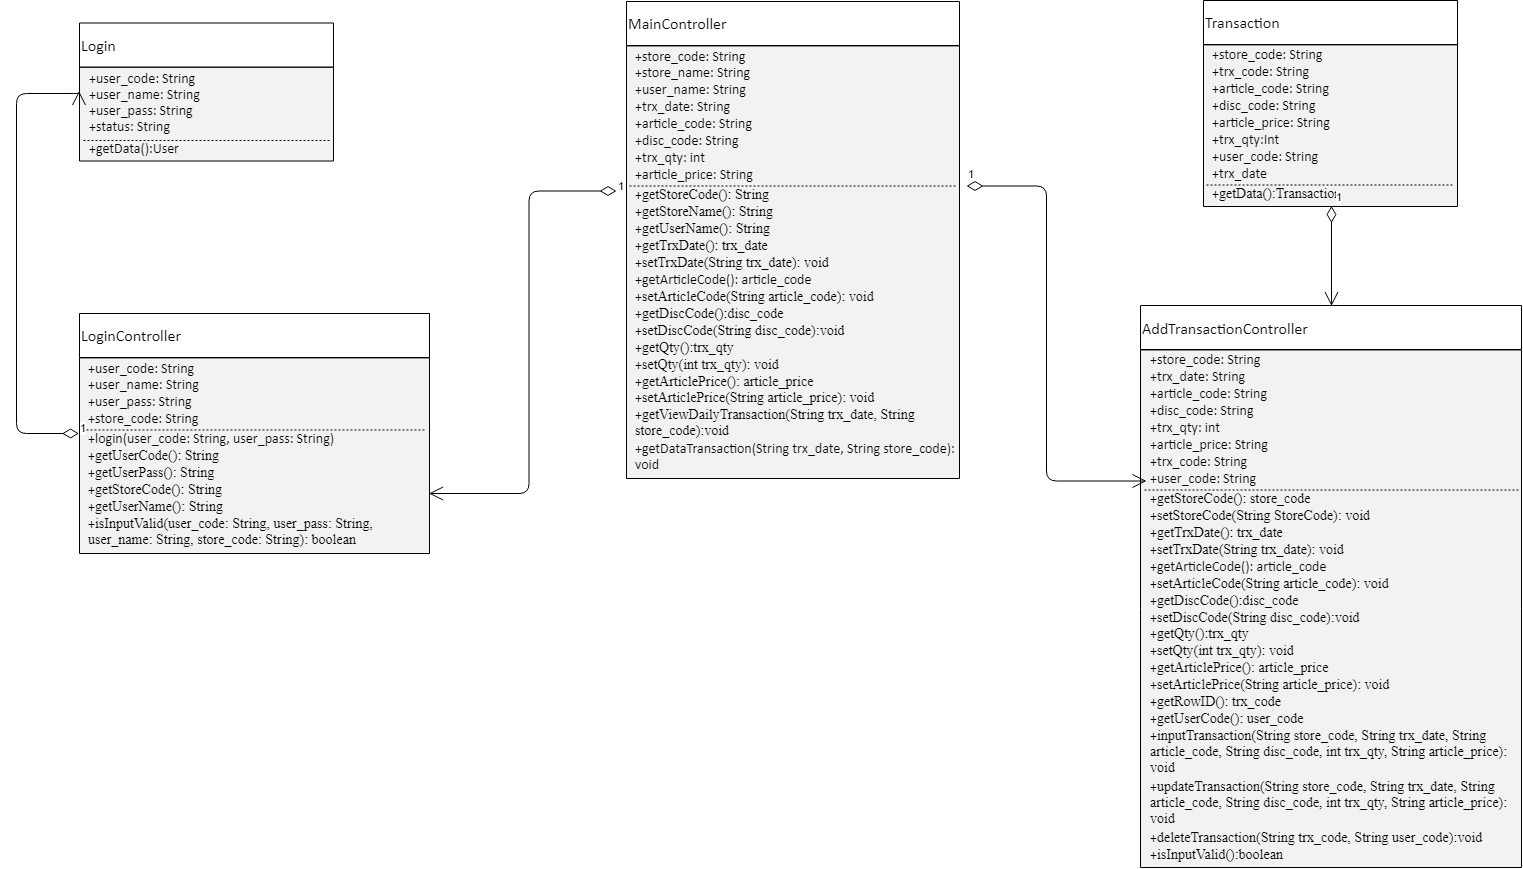 Login
+user_code: String
+user_name: String
+user_pass: String
+status: String
+getData():User
LoginController
+user_code: String
+user_name: String
+user_pass: String
+store_code: String
1
+login(user_code: String, user_pass: String)
+getUserCode(): String
+getUserPass(): String
+getStoreCode(): String
+getUserName(): String
+isInputValid(user_code: String, user_pass: String,
user_name: String, store_code: String): boolean
MainController
+store_code: String
+store_name: String
+user_name: String
+trx_date: String
+article_code: String
+disc_code: String
+trx_qty: int
+article_price: String
1
1
+getStoreCode(): String
+getStoreName(): String
+getUserName(): String
+getTrxDate(): trx_date
+setTrxDate(String trx_date): void
+getArticleCode(): article_code
+setArticleCode(String article_code): void
+getDiscCode():disc_code
+setDiscCode(String disc_code):void
+getQty():trx_qty
+setQty(int trx_qty): void
+getArticlePrice(): article_price
+setArticlePrice(String article_price): void
+getViewDailyTransaction(String trx_date, String
store_code):void
+getDataTransaction(String trx_date, String store_code):
void
Transaction
+store_code: String
+trx_code: String
+article_code: String
+disc_code: String
+article_price: String
+trx_qty:Int
+user_code: String
+trx_date
+getData():Transaction
1
AddTransactionController
+store_code: String
+trx_date: String
+article_code: String
+disc_code: String
+trx_qty: int
+article_price: String
+trx_code: String
+user_code: String
+getStoreCode(): store_code
+setStoreCode(String StoreCode): void
+getTrxDate(): trx_date
+setTrxDate(String trx_date): void
+getArticleCode(): article_code
+setArticleCode(String article_code): void
+getDiscCode():disc_code
+setDiscCode(String disc_code):void
+getQty():trx_qty
+setQty(int trx_qty): void
+getArticlePrice(): article_price
+setArticlePrice(String article_price): void
+getRowID(): trx_code
+getUserCode(): user_code
+inputTransaction(String store_code, String trx_date, String
article_code, String disc_code, int trx_qty, String article_price):
void
+updateTransaction(String store_code, String trx_date, String
article_code, String disc_code, int trx_qty, String article_price):
void
+deleteTransaction(String trx_code, String user_code):void
+isInputValid():boolean